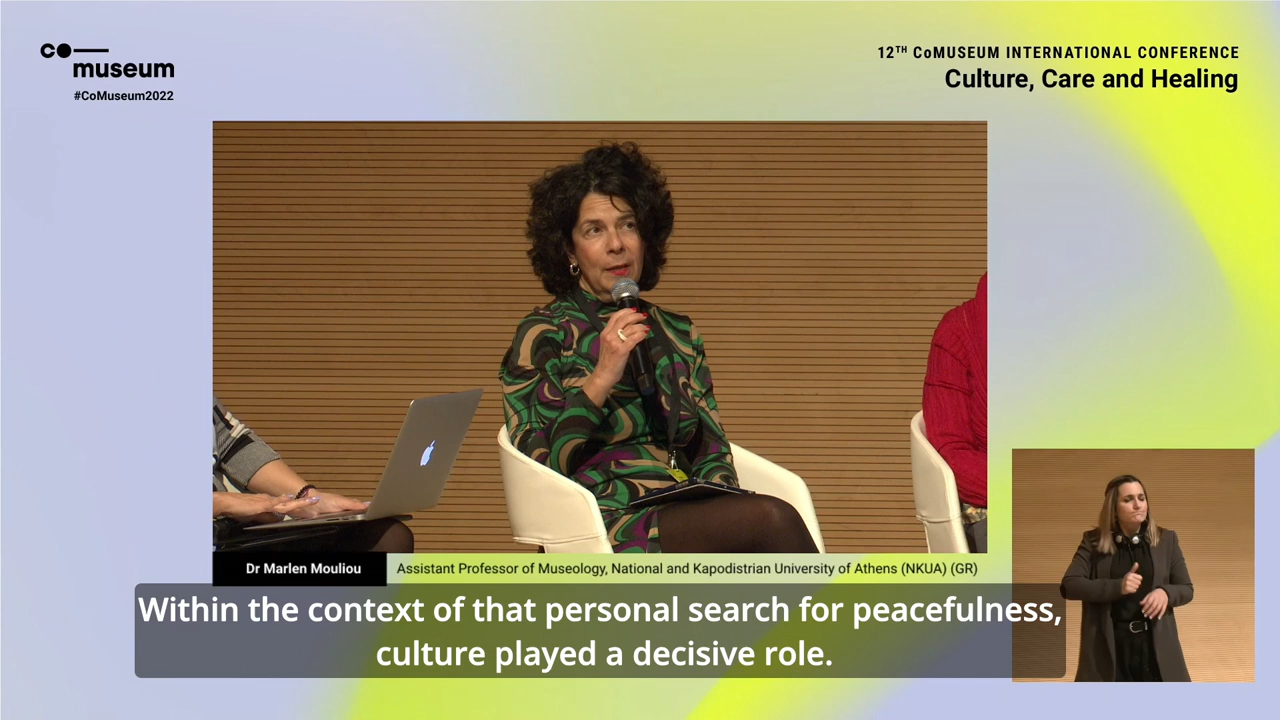 co museum
#CoMuseum2022
12TH CoMUSEUM INTERNATIONAL CONFERENCE
Culture, Care and Healing
Dr Marlen Mouliou
Assistant Professor of Museology, National and Kapodistrian University of Athens (NKUA) (GR)
Within the context of that personal search for peacefulness,
culture played a decisive role.